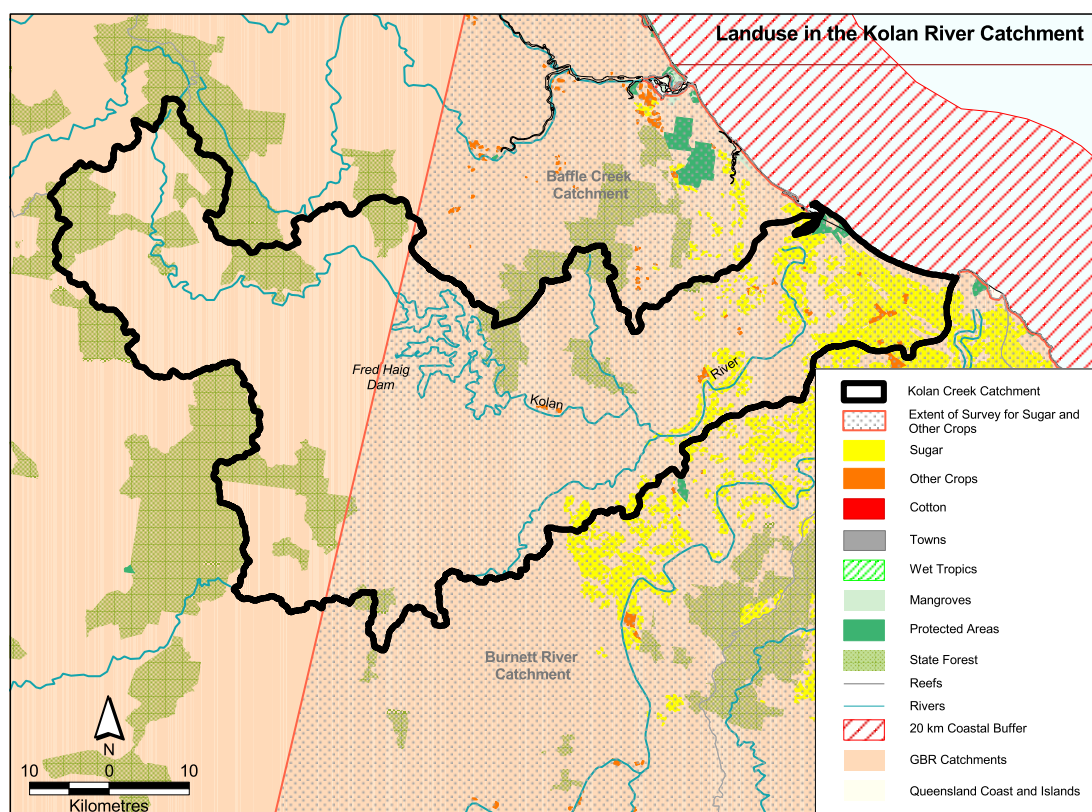 Landuse in the Kolan River Catchment
Baffle Creek
Catchment
Fred Haig
Dam
Kolan
River
Burnett River
Catchment
Kolan Creek Catchment
Extent of Survey for Sugar and
Other Crops
Sugar
Other Crops
Cotton
Towns
Wet Tropics
Mangroves
Protected Areas
State Forest
Reefs
Rivers
20 km Coastal Buffer
GBR Catchments
Queensland Coast and Islands
N
10 0 10
Kilometres